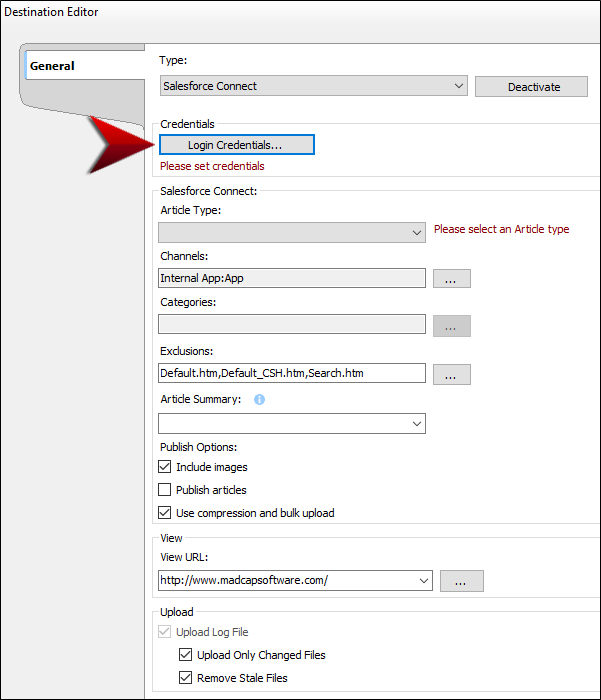 Destination Editor
General
Type:
Salesforce Connect
Deactivate
Credentials
Login Credentials...
Please set credentials
Salesforce Connect:
Article Type:
Please select an Article type
Channels:
Internal App:App
...
Categories:
...
Exclusions:
Default.htm,Default_CSH.htm,Search.htm
...
Article Summary:
i
Publish Options:
Include images
Publish articles
Use compression and bulk upload
View
View URL:
http://www.madcapsoftware.com/
...
Upload
Upload Log File
Upload Only Changed Files
Remove Stale Files